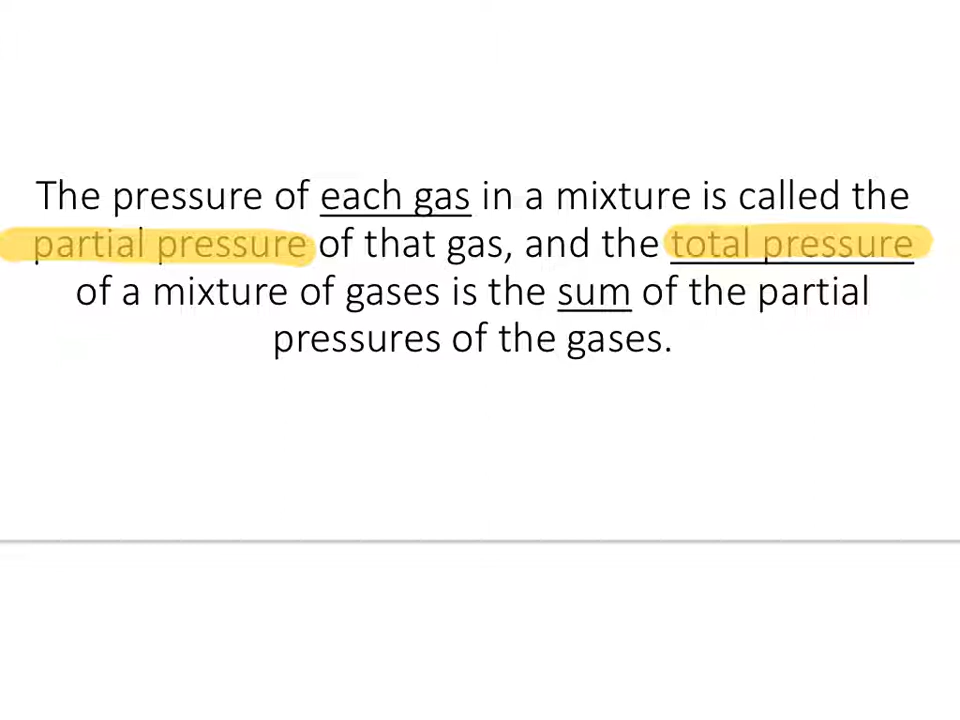 The pressure of each gas in a mixture is called the
partial pressure of that gas, and the total pressure
of a mixture of gases is the sum of the partial
pressures of the gases.